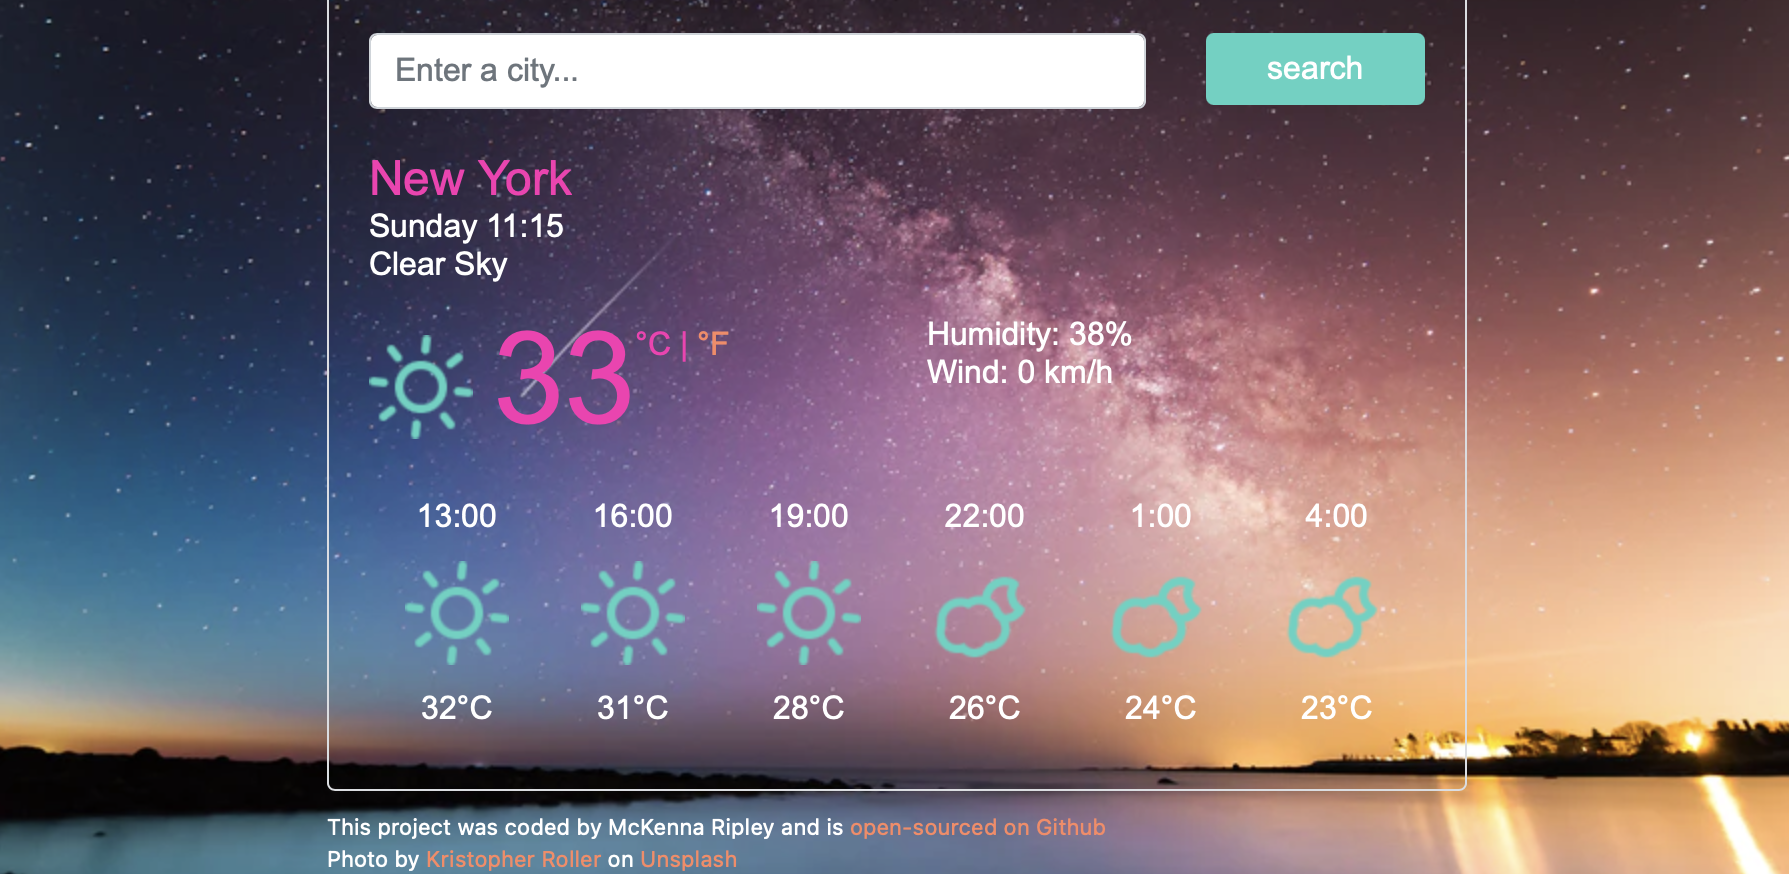 Enter a city...
search
New York
Sunday 11:15
Clear Sky
33 °C | °F
Humidity: 38%
Wind: 0 km/h
13:00 16:00 19:00 22:00 1:00 4:00
32°C 31°C 28°C 26°C 24°C 23°C
This project was coded by McKenna Ripley and is open-sourced on Github
Photo by Kristopher Roller on Unsplash